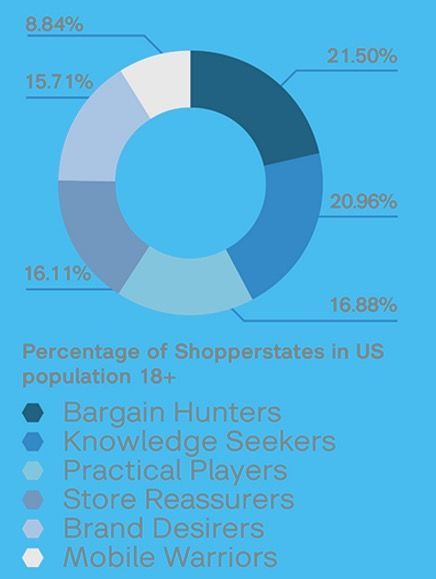 8.84%
21.50%
15.71%
20.96%
16.11%
16.88%
Percentage of Shopperstates in US
population 18+
Bargain Hunters
Knowledge Seekers
Practical Players
Store Reassurers
Brand Desirers
Mobile Warriors